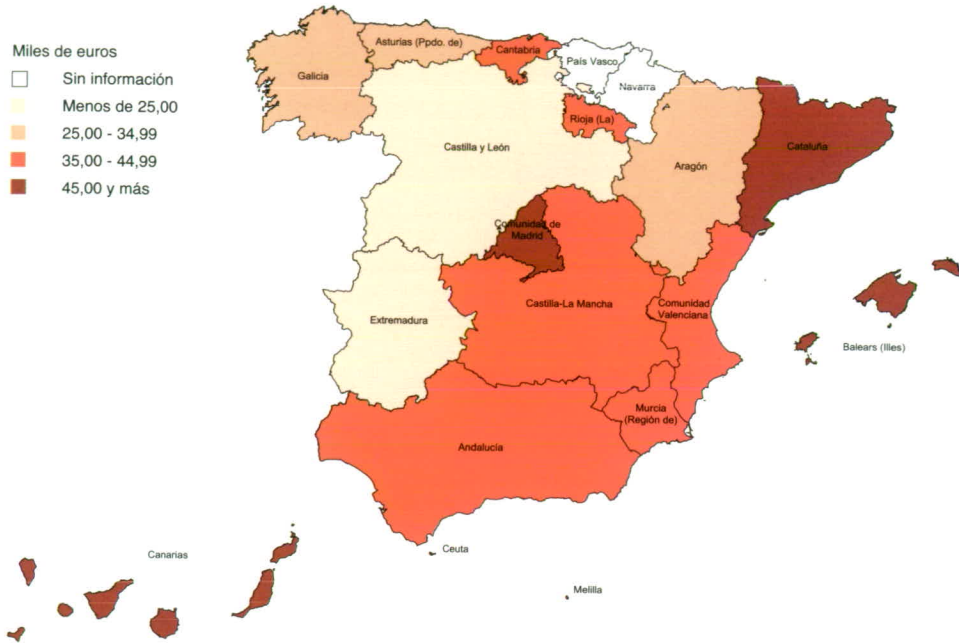 Miles de euros
Sin información
Menos de 25,00
25,00 - 34,99
35,00 - 44,99
45,00 y más
Galicia
Asturias (Ppdo. de)
Cantabria
País Vasco
Navarra
Rioja (La)
Castilla y León
Aragón
Cataluña
Comunidad de
Madrid
Castilla-La Mancha
Comunidad
Valenciana
Extremadura
Balears (Illes)
Murcia
(Región de)
Andalucía
Canarias
Ceuta
Melilla